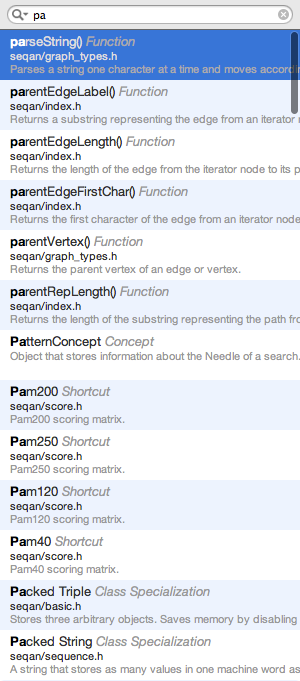 pa
parseString() Function
seqan/graph_types.h
Parses a string one character at a time and moves accordin
parentEdgeLabel() Function
seqan/index.h
Returns a substring representing the edge from an iterator n
parentEdgeLength() Function
seqan/index.h
Returns the length of the edge from the iterator node to its p
parentEdgeFirstChar() Function
seqan/index.h
Returns the first character of the edge from an iterator node
parentVertex() Function
seqan/graph_types.h
Returns the parent vertex of an edge or vertex.
parentRepLength() Function
seqan/index.h
Returns the length of the substring representing the path fro
PatternConcept Concept
Object that stores information about the Needle of a search.
Pam200 Shortcut
seqan/score.h
Pam200 scoring matrix.
Pam250 Shortcut
seqan/score.h
Pam250 scoring matrix.
Pam120 Shortcut
seqan/score.h
Pam120 scoring matrix.
Pam40 Shortcut
seqan/score.h
Pam40 scoring matrix.
Packed Triple Class Specialization
seqan/basic.h
Stores three arbitrary objects. Saves memory by disabling
Packed String Class Specialization
seqan/sequence.h
A string that stores as many values in one machine word as